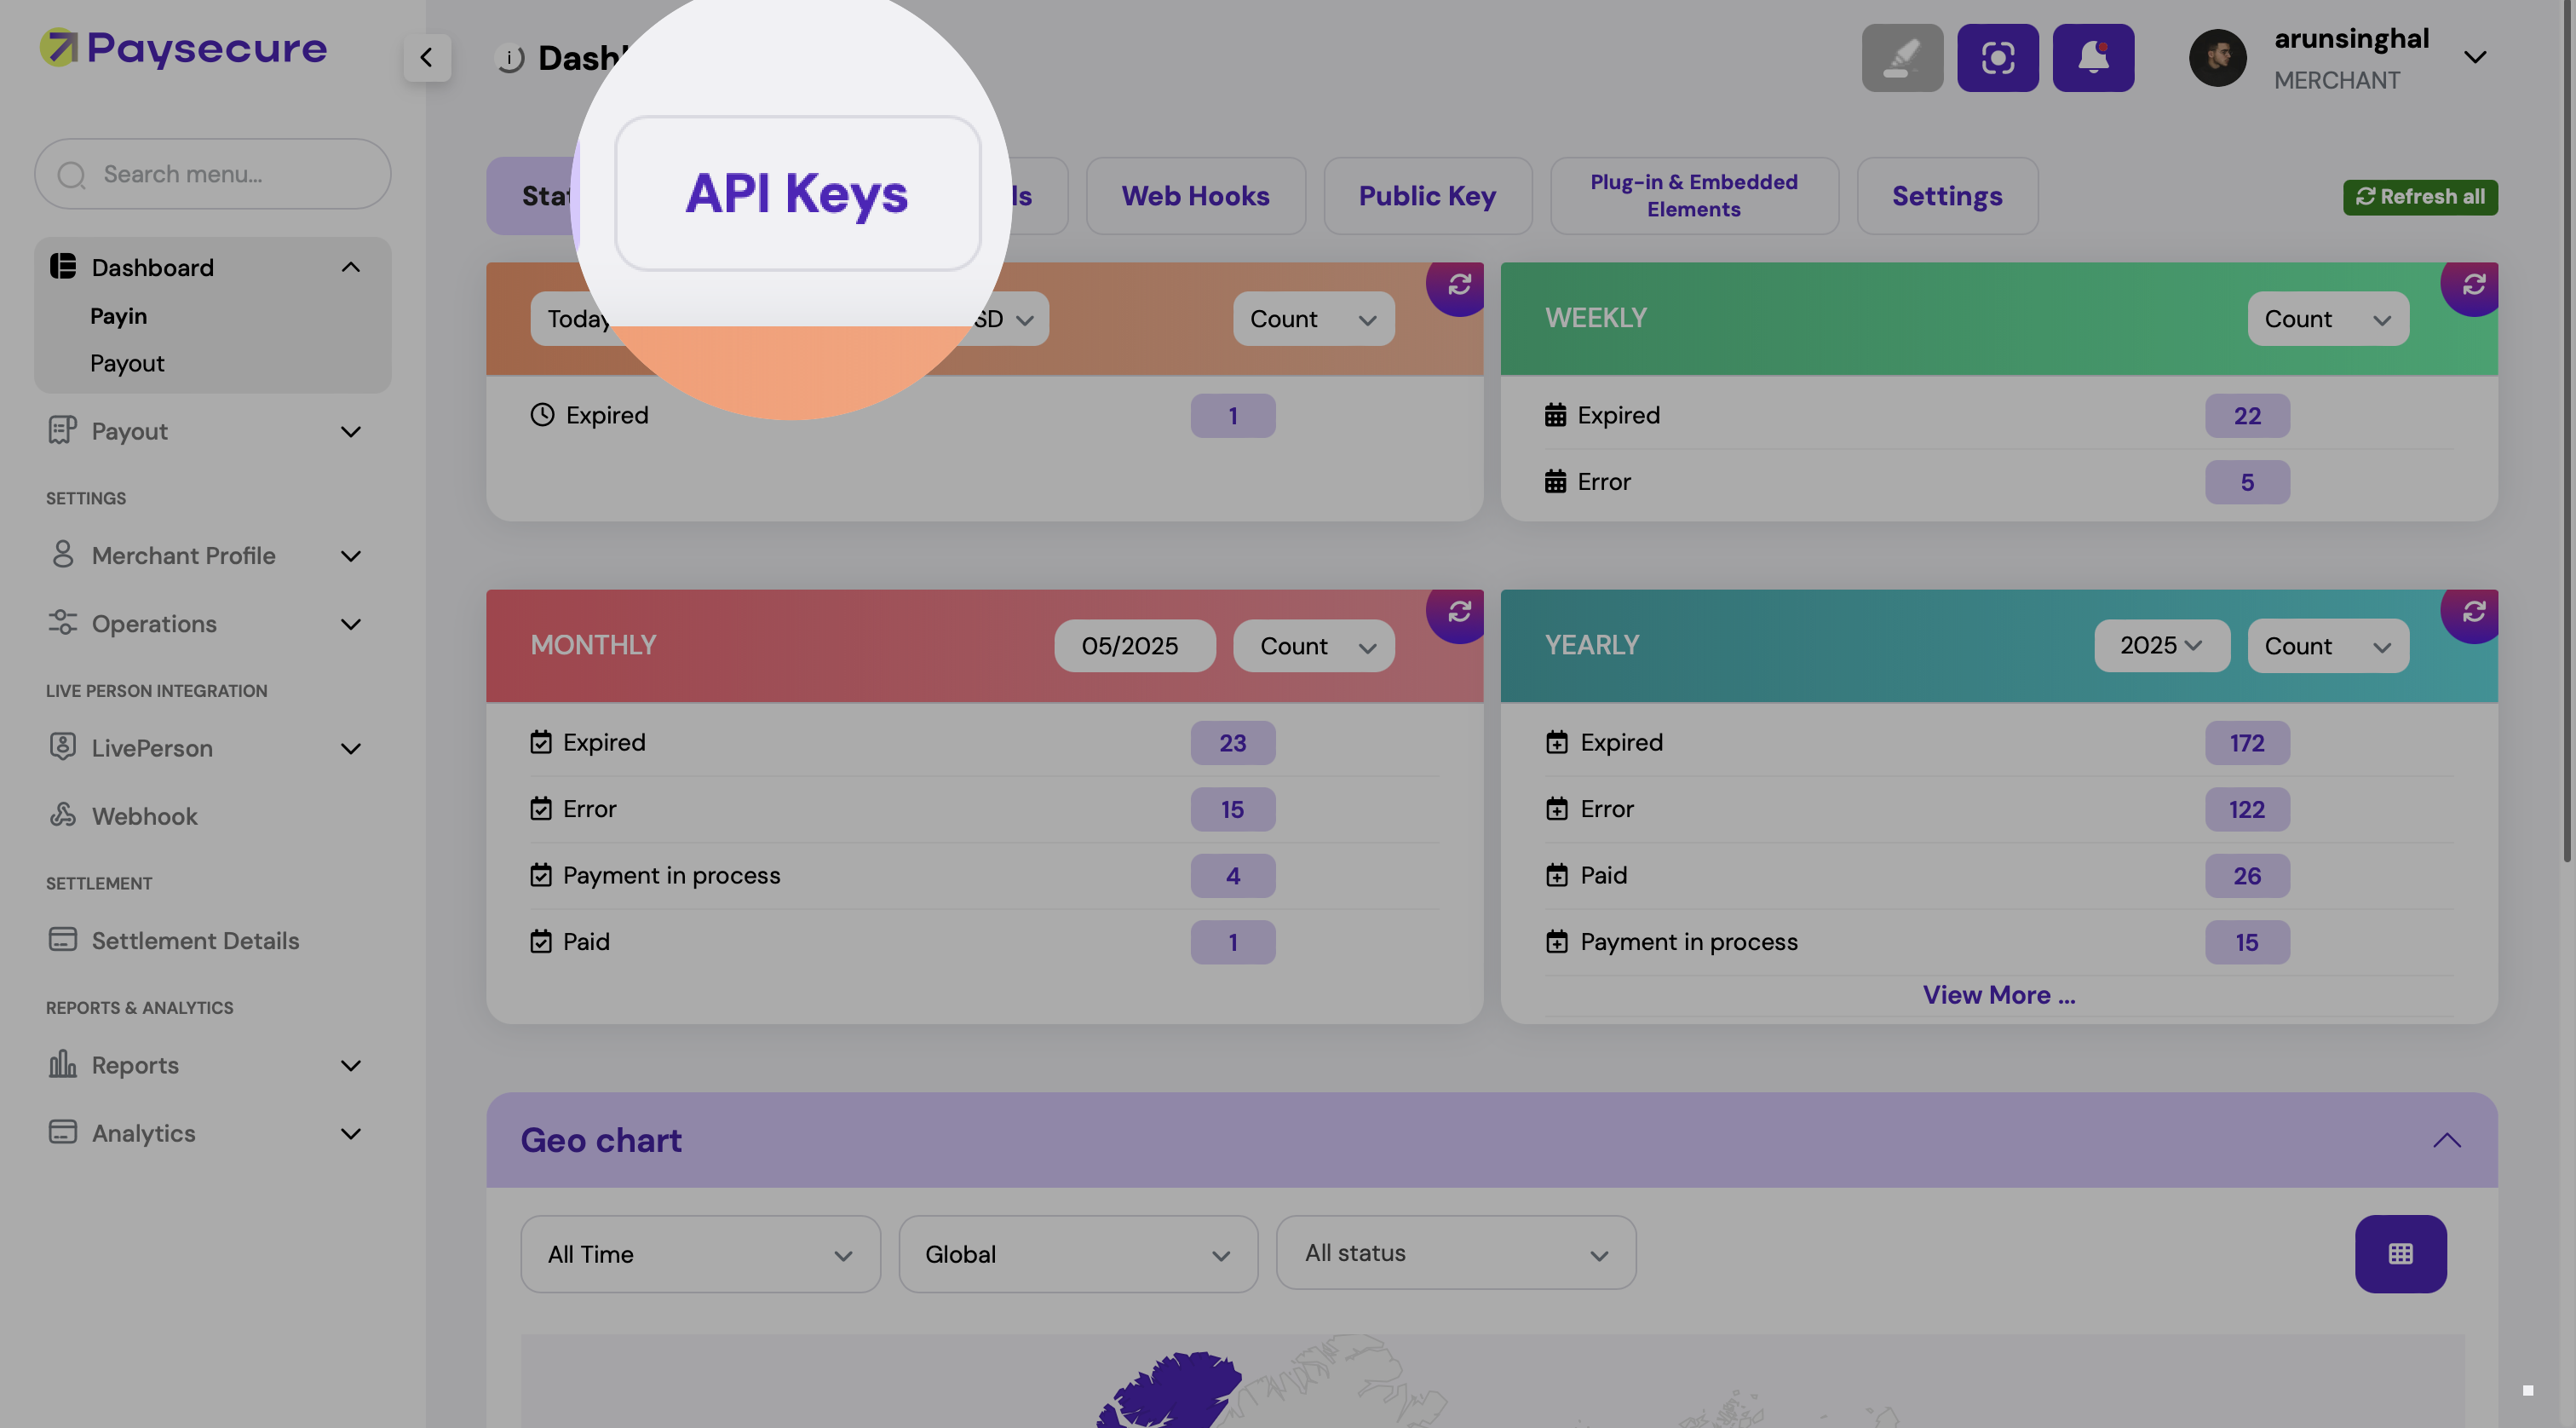 Paysecure
Dash
arunsinghal
MERCHANT
Search menu...
API Keys
Web Hooks
Public Key
Plug-in & Embedded
Elements
Settings
Refresh all
Dashboard
Payin
Payout
Payout
SETTINGS
Merchant Profile
Operations
LIVE PERSON INTEGRATION
LivePerson
Webhook
SETTLEMENT
Settlement Details
REPORTS & ANALYTICS
Reports
Analytics
Today
SD
Count
Expired 1
WEEKLY
Count
Expired 22
Error 5
MONTHLY
05/2025
Count
Expired 23
Error 15
Payment in process 4
Paid 1
YEARLY
2025
Count
Expired 172
Error 122
Paid 26
Payment in process 15
View More ...
Geo chart
All Time
Global
All status